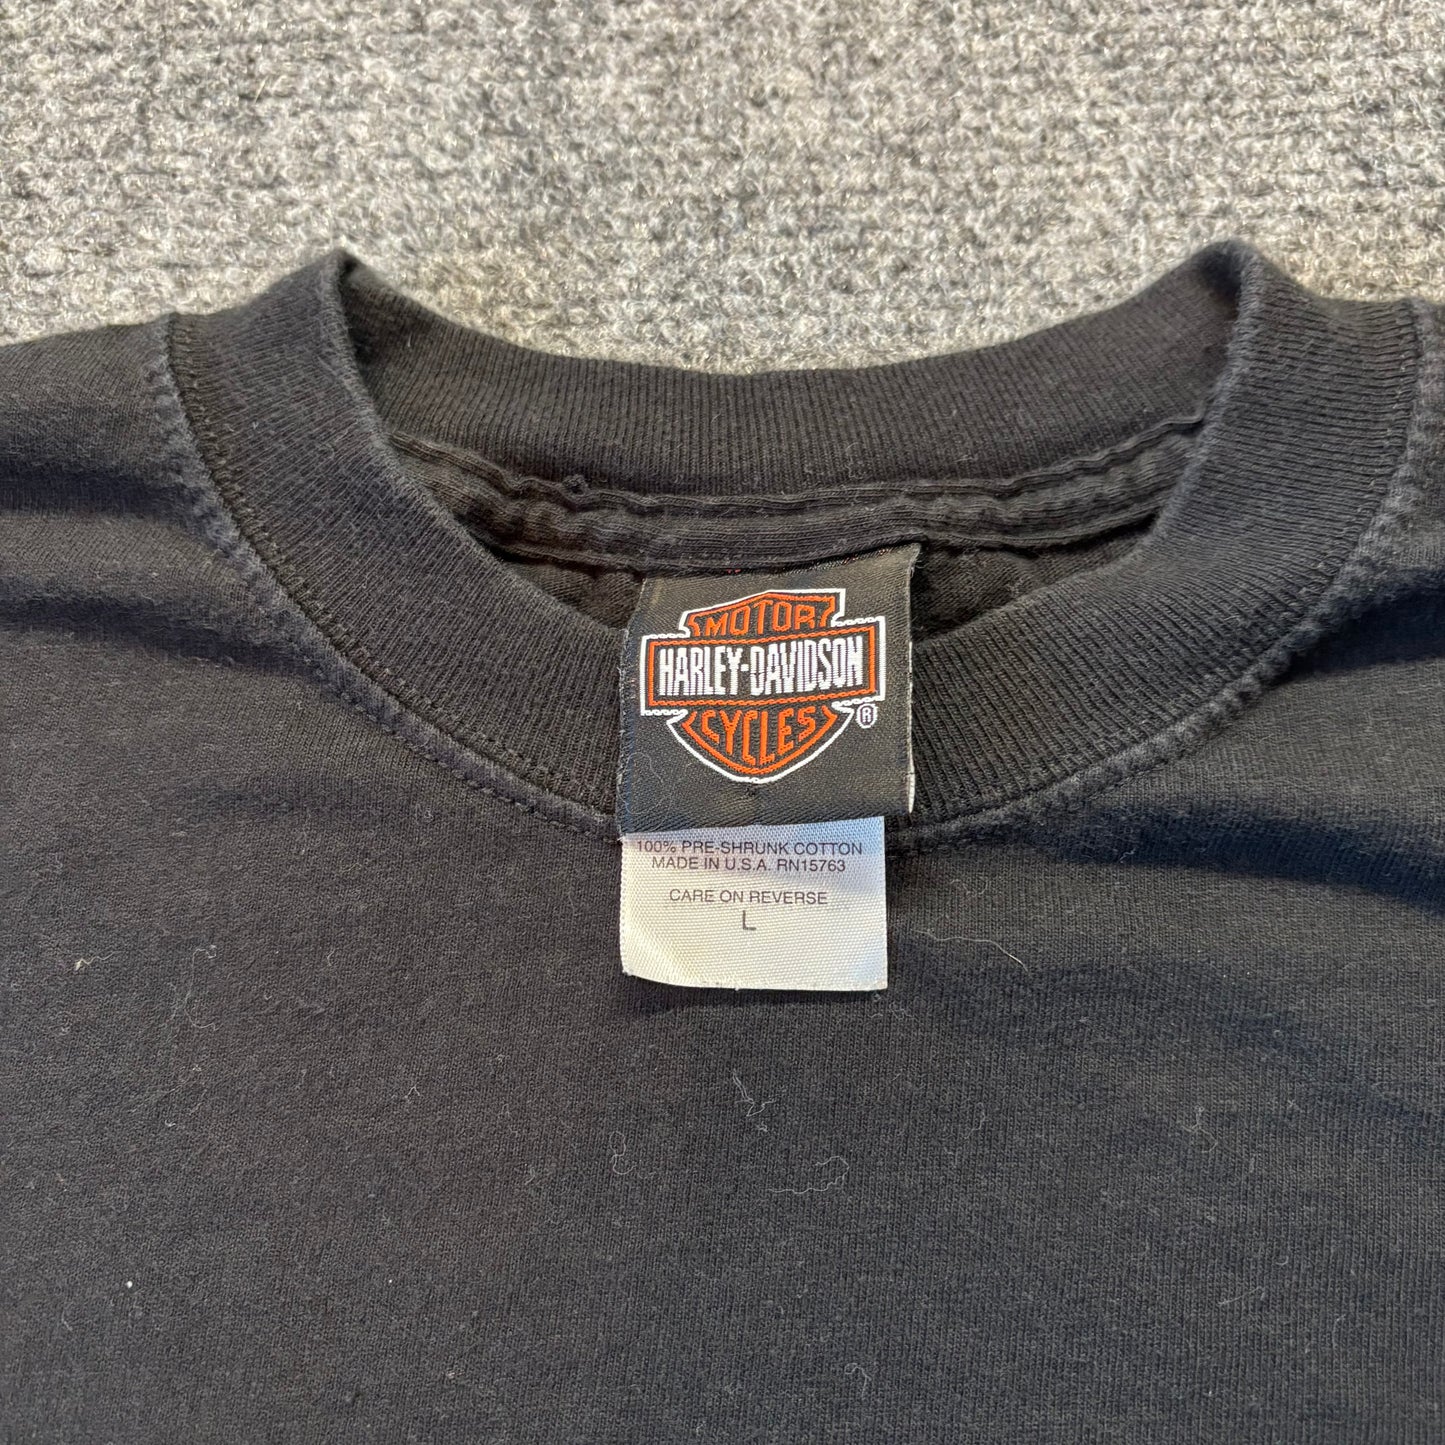 MOTOR
HARLEY-DAVIDSON
CYCLES
®
100% PRE-SHRUNK COTTON
MADE IN U.S.A. RN15763
CARE ON REVERSE
L